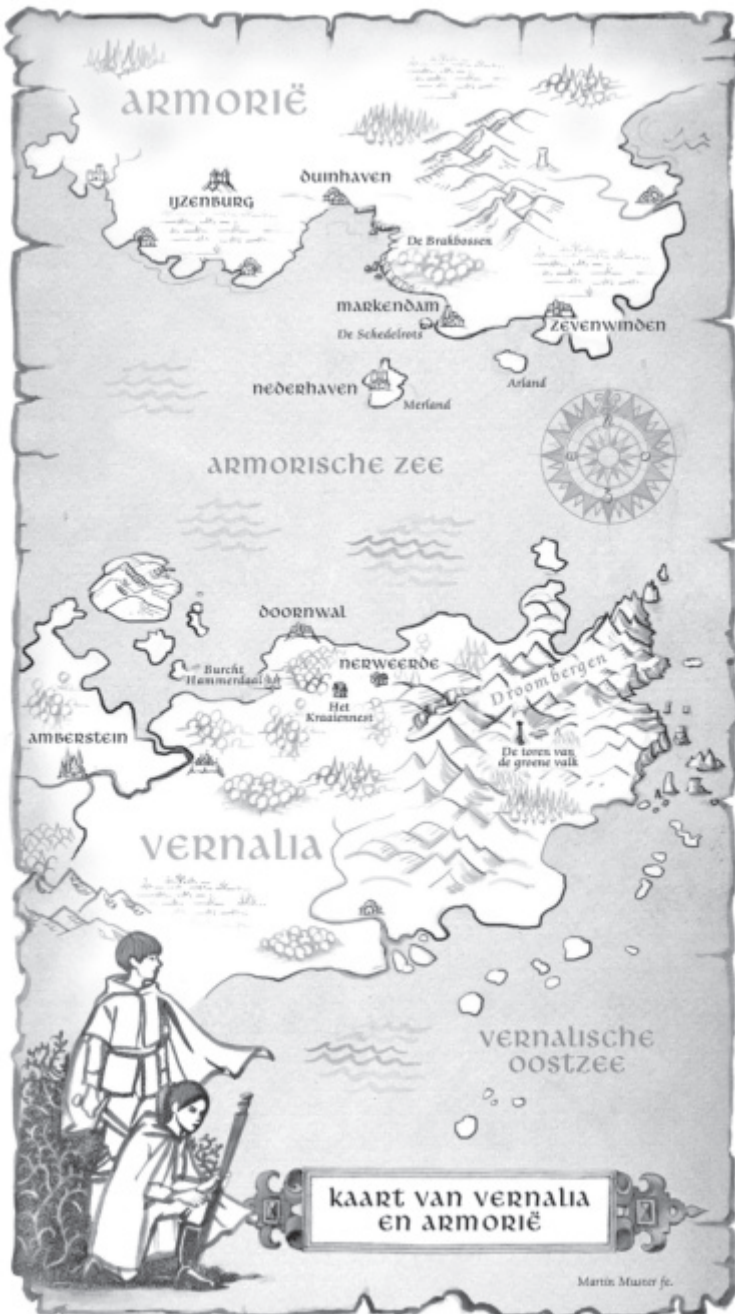 ARMORIË
DUINHAVEN
IJZENBURG
De Brakbossen
MARKENDAM
De Schedelrots
ZEVENWINDEN
NEDERHAVEN
Merland
Arland
ARMORISCHE ZEE
N
W
O
Z
DOORNWAL
Burcht
Hammerdaal
NERWEERDE
Het
Kraaiennest
Droombergen
AMBERSTEIN
De toren van
de groene valk
VERNALIA
VERNALISCHE
OOSTZEE
KAART VAN VERNALIA
EN ARMORIË
Martin Muster fe.